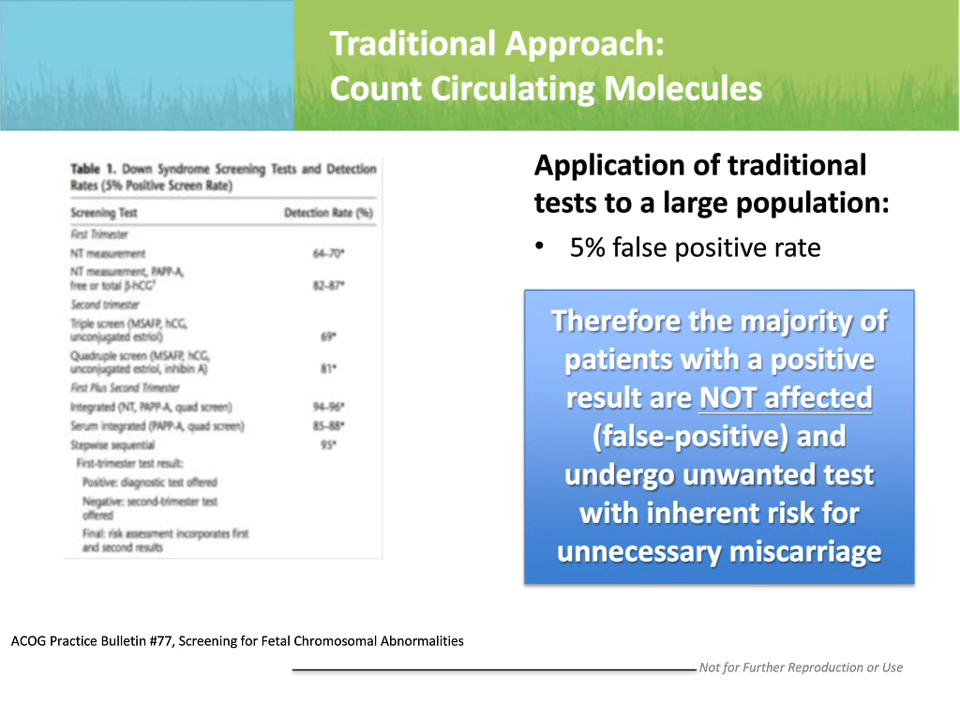 Traditional Approach:
Count Circulating Molecules
Table 1. Down Syndrome Screening Tests and Detection
Rates (5% Positive Screen Rate)
Screening Test Detection Rate (%)
First Trimester
NT measurement 64–70*
NT measurement, PAPP-A,
free or total β-hCG† 82–87*
Second trimester
Triple screen (MSAFP, hCG,
unconjugated estriol) 69*
Quadruple screen (MSAFP, hCG,
unconjugated estriol, inhibin A) 81*
First Plus Second Trimester
Integrated (NT, PAPP-A, quad screen) 94–96*
Serum integrated (PAPP-A, quad screen) 85–88*
Stepwise sequential 95*
First-trimester test result:
Positive: diagnostic test offered
Negative: second-trimester test
offered
Final: risk assessment incorporates first
and second results
Application of traditional
tests to a large population:
• 5% false positive rate
Therefore the majority of
patients with a positive
result are NOT affected
(false-positive) and
undergo unwanted test
with inherent risk for
unnecessary miscarriage
ACOG Practice Bulletin #77, Screening for Fetal Chromosomal Abnormalities
Not for Further Reproduction or Use